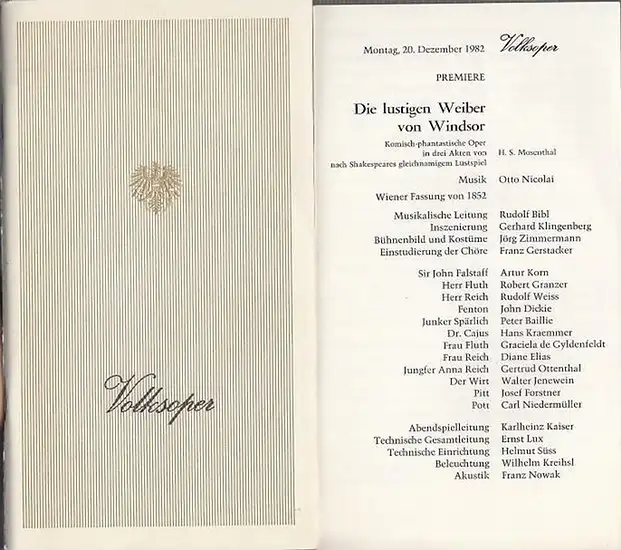 Volksoper
Montag, 20. Dezember 1982 Volksoper
PREMIERE
Die lustigen Weiber
von Windsor
Komisch-phantastische Oper
in drei Akten von H. S. Mosenthal
nach Shakespeares gleichnamigem Lustspiel
Musik Otto Nicolai
Wiener Fassung von 1852
Musikalische Leitung Rudolf Bibl
Inszenierung Gerhard Klingenberg
Bühnenbild und Kostüme Jörg Zimmermann
Einstudierung der Chöre Franz Gerstacker
Sir John Falstaff Artur Korn
Herr Fluth Robert Granzer
Herr Reich Rudolf Weiss
Fenton John Dickie
Junker Spärlich Peter Baillie
Dr. Cajus Hans Kraemmer
Frau Fluth Graciela de Gyldenfeldt
Frau Reich Diane Elias
Jungfer Anna Reich Gertrud Ottenthal
Der Wirt Walter Jenewein
Pitt Josef Forstner
Pott Carl Niedermüller
Abendspielleitung Karlheinz Kaiser
Technische Gesamtleitung Ernst Lux
Technische Einrichtung Helmut Süss
Beleuchtung Wilhelm Kreihsl
Akustik Franz Nowak